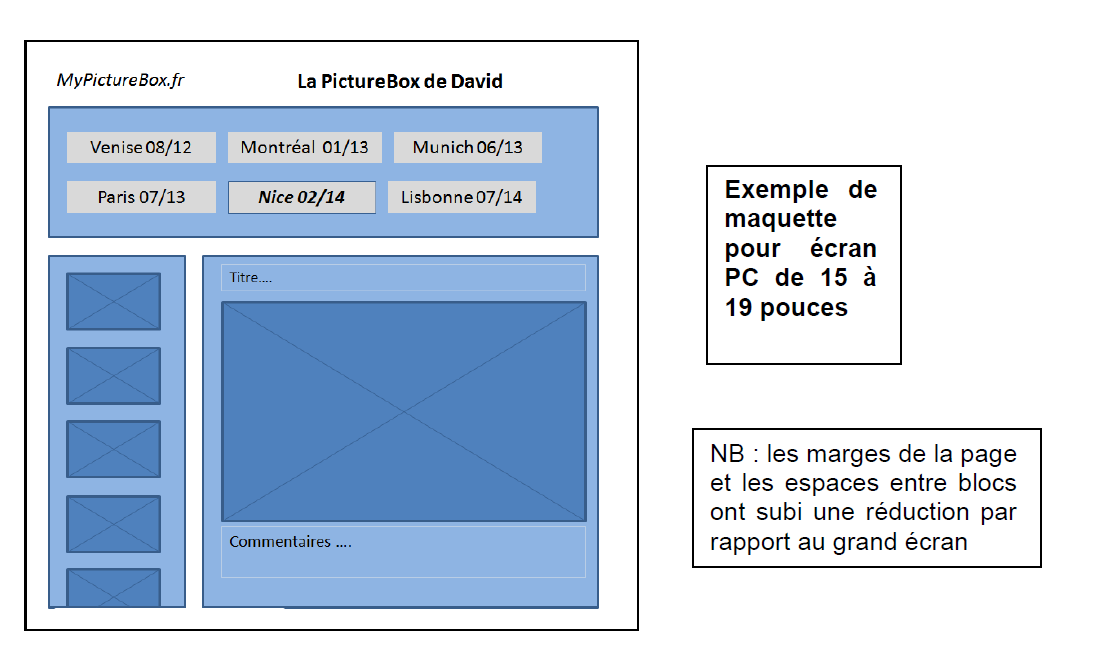 MyPictureBox.fr
La PictureBox de David
Venise 08/12
Montréal 01/13
Munich 06/13
Paris 07/13
Nice 02/14
Lisbonne 07/14
Titre....
Commentaires ....
Exemple de
maquette
pour écran
PC de 15 à
19 pouces
NB : les marges de la page
et les espaces entre blocs
ont subi une réduction par
rapport au grand écran